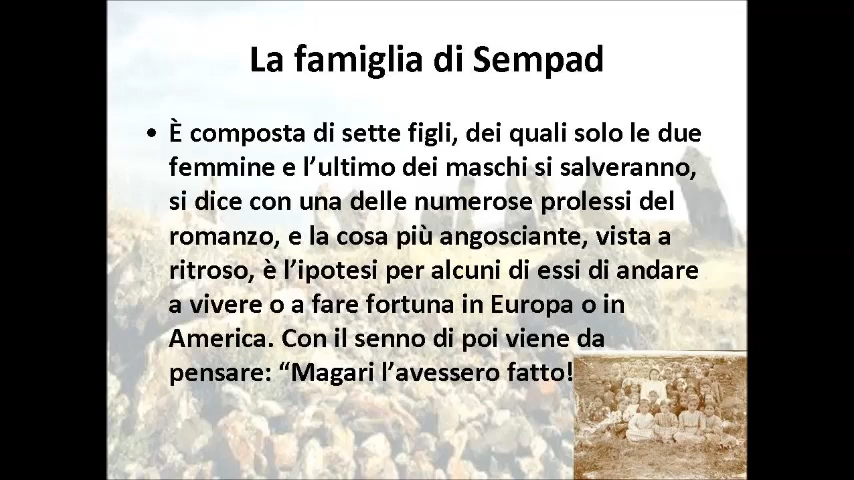 La famiglia di Sempad
• È composta di sette figli, dei quali solo le due
femmine e l’ultimo dei maschi si salveranno,
si dice con una delle numerose prolessi del
romanzo, e la cosa più angosciante, vista a
ritroso, è l’ipotesi per alcuni di essi di andare
a vivere o a fare fortuna in Europa o in
America. Con il senno di poi viene da
pensare: “Magari l’avessero fatto!